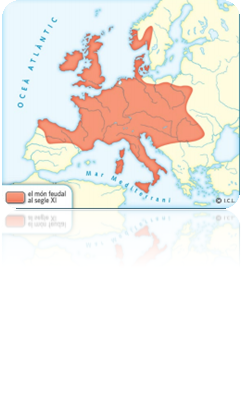 OCEÀ ATLÀNTIC
Mar Mediterrani
el món feudal
al segle XI
© I.C.L.